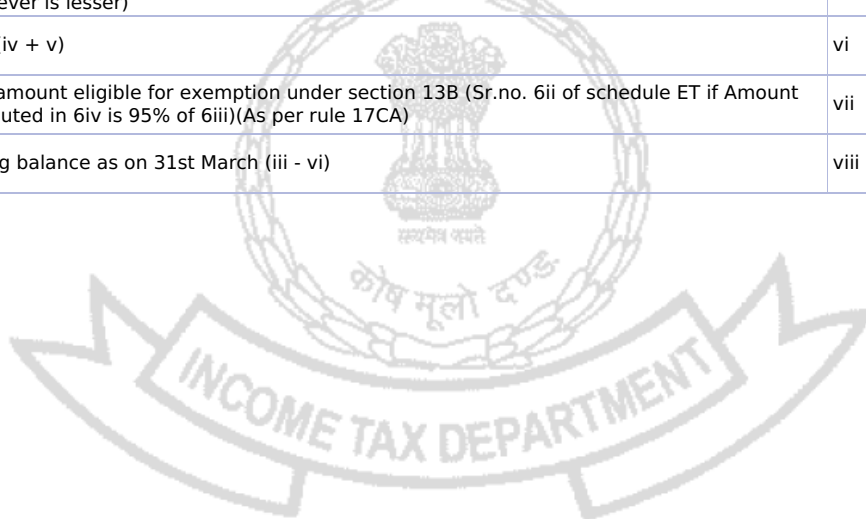 ever is lesser)
(iv + v)
vi
amount eligible for exemption under section 13B (Sr.no. 6ii of schedule ET if Amount
uted in 6iv is 95% of 6iii)(As per rule 17CA)
vii
g balance as on 31st March (iii - vi)
viii
सत्यमेव जयते
कोष मूलो दण्डः
INCOME TAX DEPARTMENT